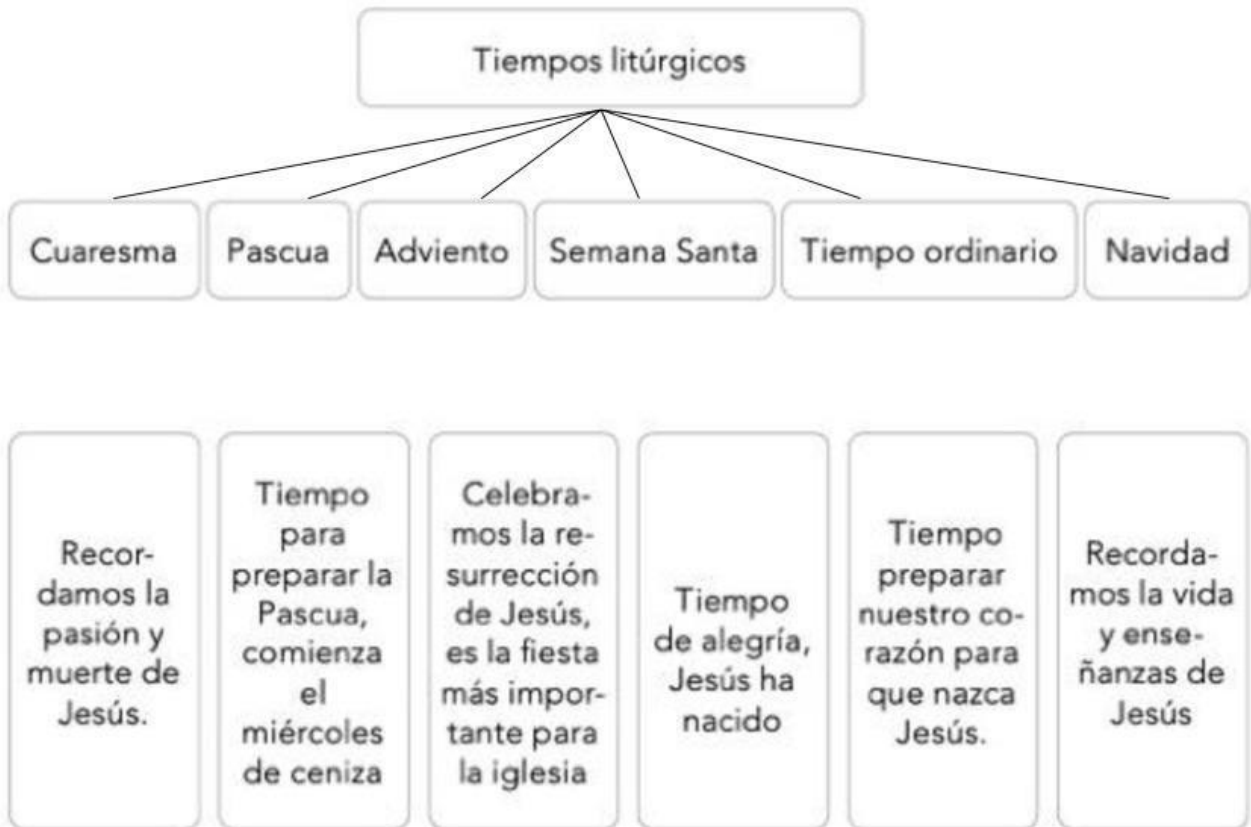 Tiempos litúrgicos
Cuaresma
Pascua
Adviento
Semana Santa
Tiempo ordinario
Navidad
Recor-
damos la
pasión y
muerte de
Jesús.
Tiempo
para
preparar la
Pascua,
comienza
el
miércoles
de ceniza
Celebra-
mos la re-
surrección
de Jesús,
es la fiesta
más impor-
tante para
la iglesia
Tiempo
de alegría,
Jesús ha
nacido
Tiempo
preparar
nuestro co-
razón para
que nazca
Jesús.
Recorda-
mos la vida
y ense-
ñanzas de
Jesús